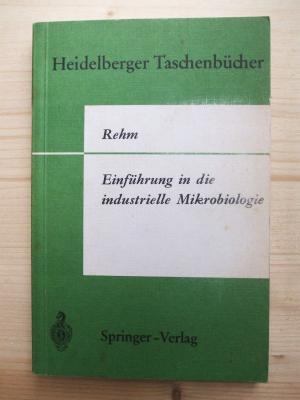 Heidelberger Taschenbücher
Rehm
Einführung in die
industrielle Mikrobiologie
Springer-Verlag